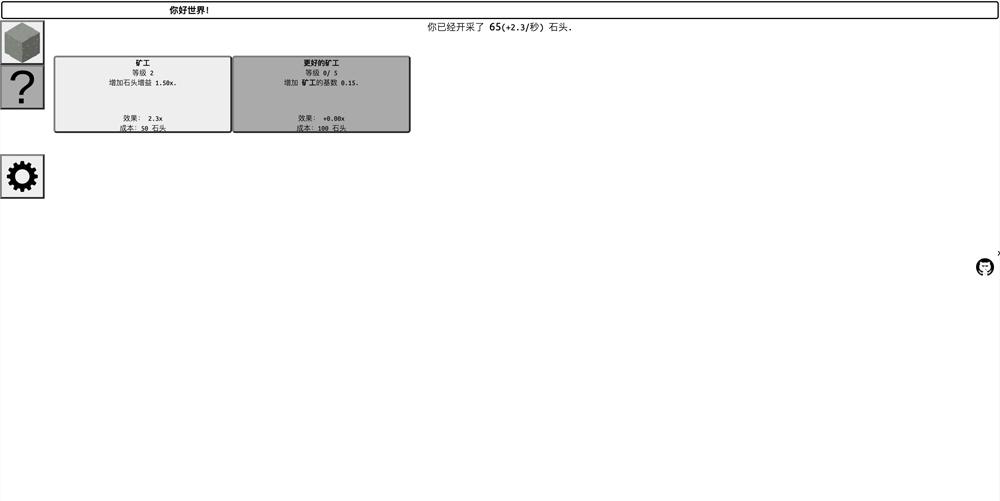 你好世界！
你已经开采了 65(+2.3/秒) 石头.
?
矿工
等级 2
增加石头增益 1.50x.
效果： 2.3x
成本：50 石头
更好的矿工
等级 0/ 5
增加 矿工的基数 0.15.
效果： +0.00x
成本：100 石头